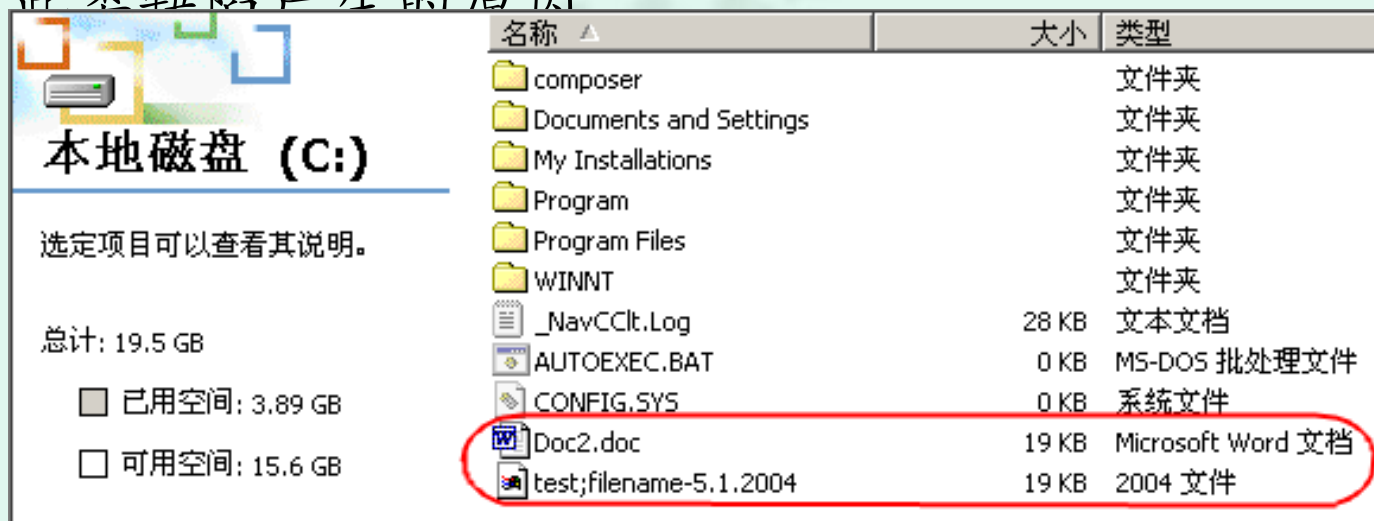 名称 大小 类型
composer 文件夹
Documents and Settings 文件夹
My Installations 文件夹
Program 文件夹
Program Files 文件夹
WINNT 文件夹
_NavCClt.Log 28 KB 文本文档
AUTOEXEC.BAT 0 KB MS-DOS 批处理文件
CONFIG.SYS 0 KB 系统文件
Doc2.doc 19 KB Microsoft Word 文档
test;filename-5.1.2004 19 KB 2004 文件
本地磁盘 (C:)
选定项目可以查看其说明。
总计: 19.5 GB
已用空间: 3.89 GB
可用空间: 15.6 GB